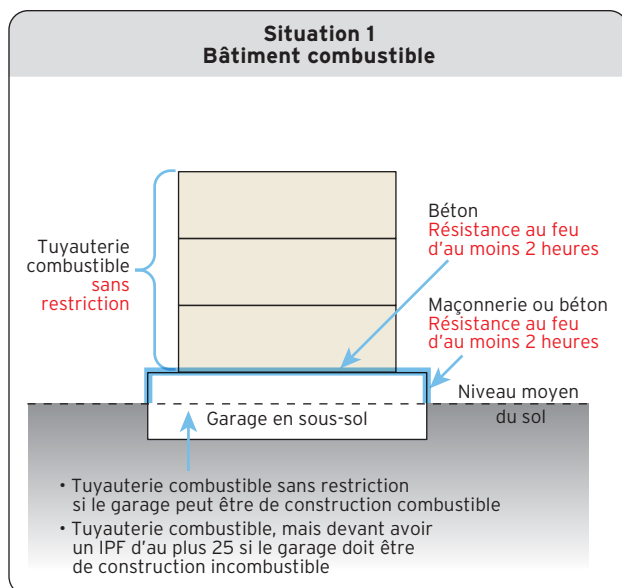 Situation 1
Bâtiment combustible
Béton
Résistance au feu
d'au moins 2 heures
Tuyauterie
combustible
sans
restriction
Maçonnerie ou béton
Résistance au feu
d'au moins 2 heures
Niveau moyen
du sol
Garage en sous-sol
• Tuyauterie combustible sans restriction
si le garage peut être de construction combustible
• Tuyauterie combustible, mais devant avoir
un IPF d'au plus 25 si le garage doit être
de construction incombustible